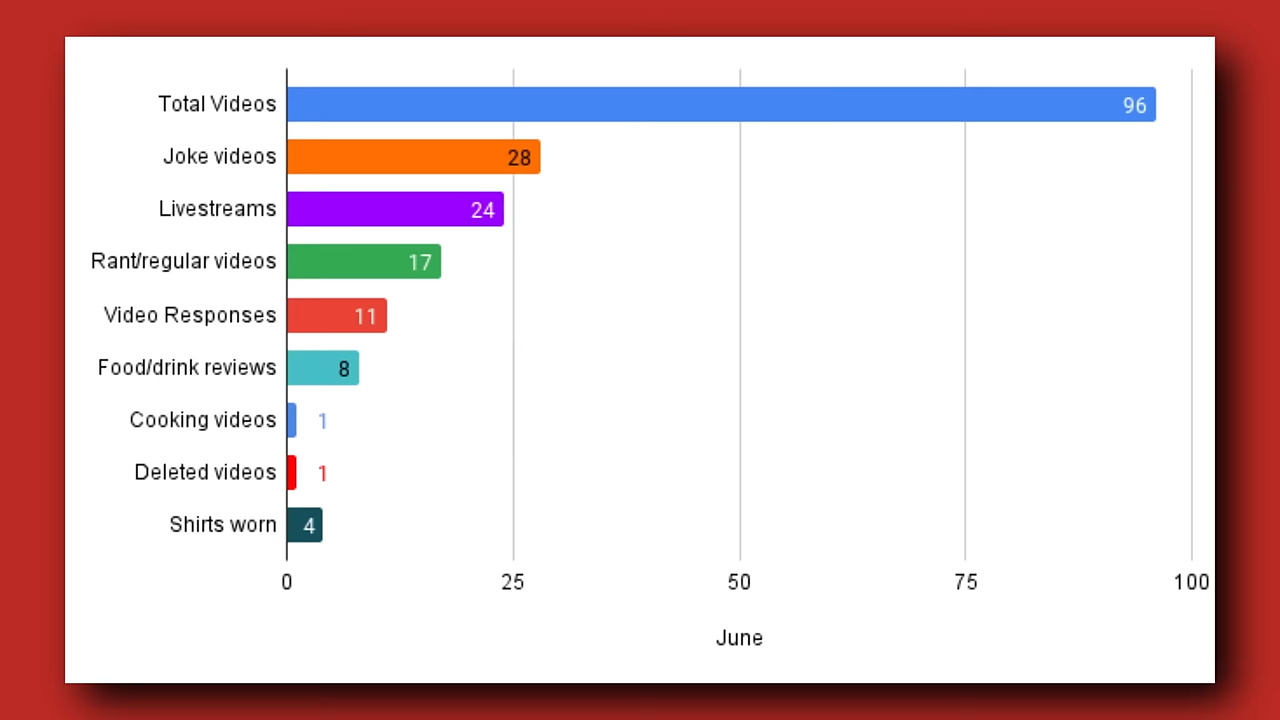 Total Videos 96
Joke videos 28
Livestreams 24
Rant/regular videos 17
Video Responses 11
Food/drink reviews 8
Cooking videos 1
Deleted videos 1
Shirts worn 4
0 25 50 75 100
June